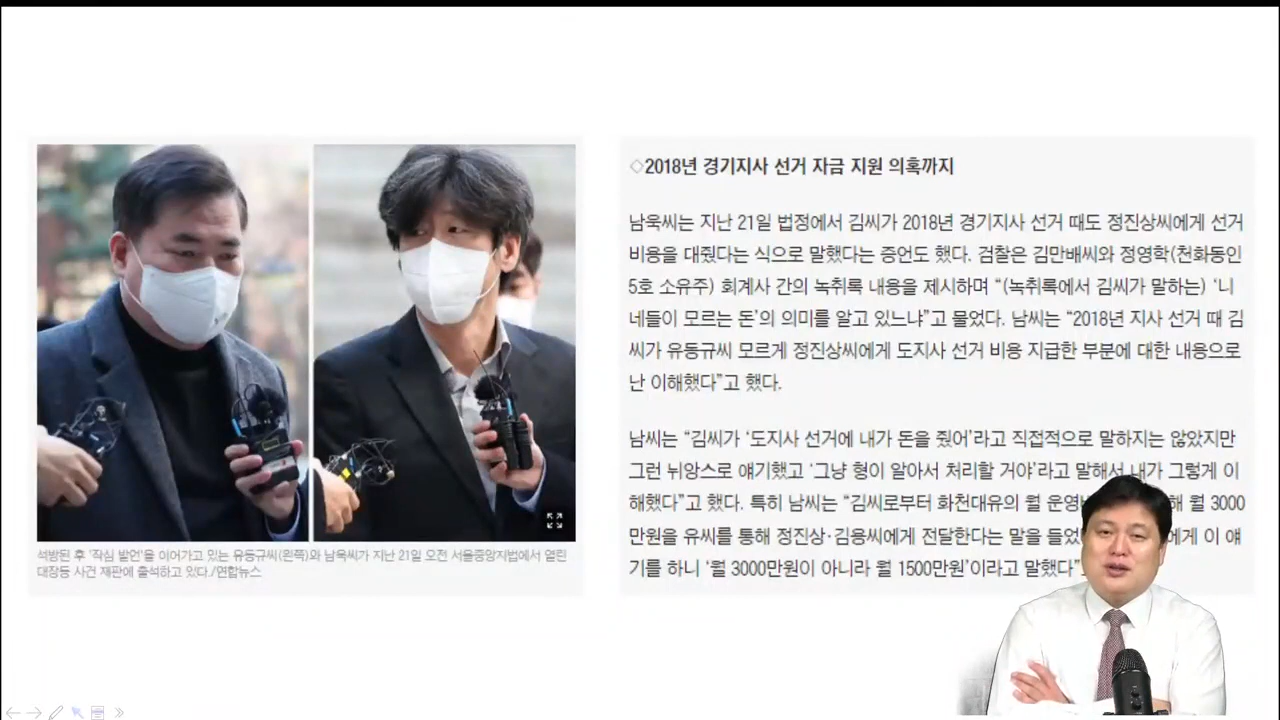 석방된 후 '작심 발언'을 이어가고 있는 유동규씨(왼쪽)와 남욱씨가 지난 21일 오전 서울중앙지법에서 열린
대장동 사건 재판에 출석하고 있다./연합뉴스
◇2018년 경기지사 선거 자금 지원 의혹까지
남욱씨는 지난 21일 법정에서 김씨가 2018년 경기지사 선거 때도 정진상씨에게 선거
비용을 대줬다는 식으로 말했다는 증언도 했다. 검찰은 김만배씨와 정영학(천화동인
5호 소유주) 회계사 간의 녹취록 내용을 제시하며 “(녹취록에서 김씨가 말하는) ‘니
네들이 모르는 돈’의 의미를 알고 있느냐”고 물었다. 남씨는 “2018년 지사 선거 때 김
씨가 유동규씨 모르게 정진상씨에게 도지사 선거 비용 지급한 부분에 대한 내용으로
난 이해했다”고 했다.
남씨는 “김씨가 ‘도지사 선거에 내가 돈을 줬어’라고 직접적으로 말하지는 않았지만
그런 뉘앙스로 얘기했고 ‘그냥 형이 알아서 처리할 거야’라고 말해서 내가 그렇게 이
해했다”고 했다. 특히 남씨는 “김씨로부터 화천대유의 월 3000
만원을 유씨를 통해 정진상·김용씨에게 전달한다는 말을 에게 이 얘
기를 하니 ‘월 3000만원이 아니라 월 1500만원’이라고 말했다”